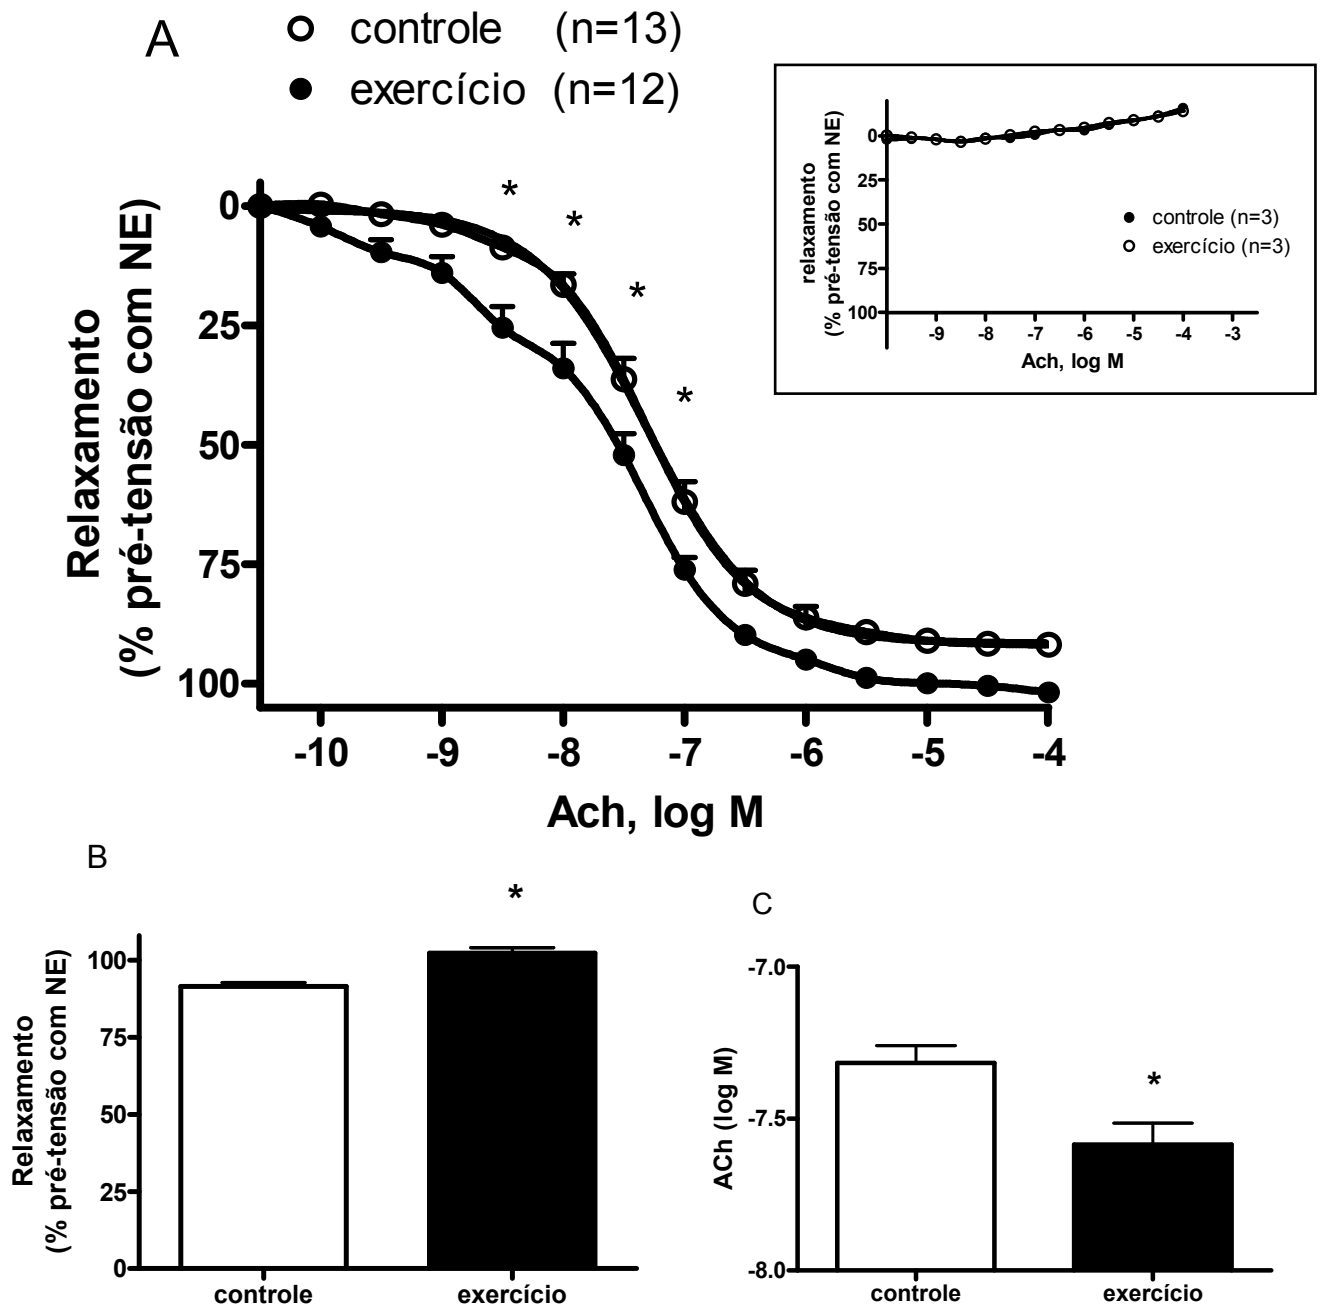 A
controle (n=13)
exercício (n=12)
Relaxamento
(% pré-tensão com NE)
0
25
50
75
100
* * * *
-10 -9 -8 -7 -6 -5 -4
Ach, log M
relaxamento
(% pré-tensão com NE)
0
25
50
75
100
controle (n=3)
exercício (n=3)
-9 -8 -7 -6 -5 -4 -3
Ach, log M
B
Relaxamento
(% pré-tensão com NE)
100
75
50
25
0
*
controle exercício
C
ACh (log M)
-7.0
-7.5
-8.0
*
controle exercício